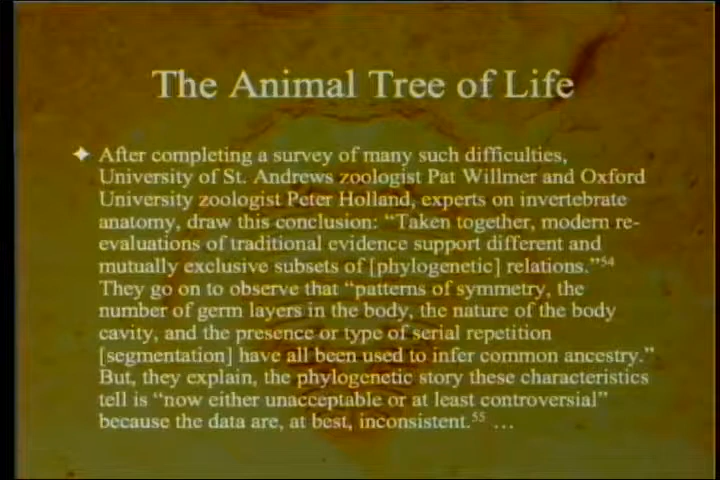 The Animal Tree of Life
After completing a survey of many such difficulties,
University of St. Andrews zoologist Pat Willmer and Oxford
University zoologist Peter Holland, experts on invertebrate
anatomy, draw this conclusion: “Taken together, modern re-
evaluations of traditional evidence support different and
mutually exclusive subsets of [phylogenetic] relations.”54
They go on to observe that “patterns of symmetry, the
number of germ layers in the body, the nature of the body
cavity, and the presence or type of serial repetition
[segmentation] have all been used to infer common ancestry.”
But, they explain, the phylogenetic story these characteristics
tell is “now either unacceptable or at least controversial”
because the data are, at best, inconsistent.55 …